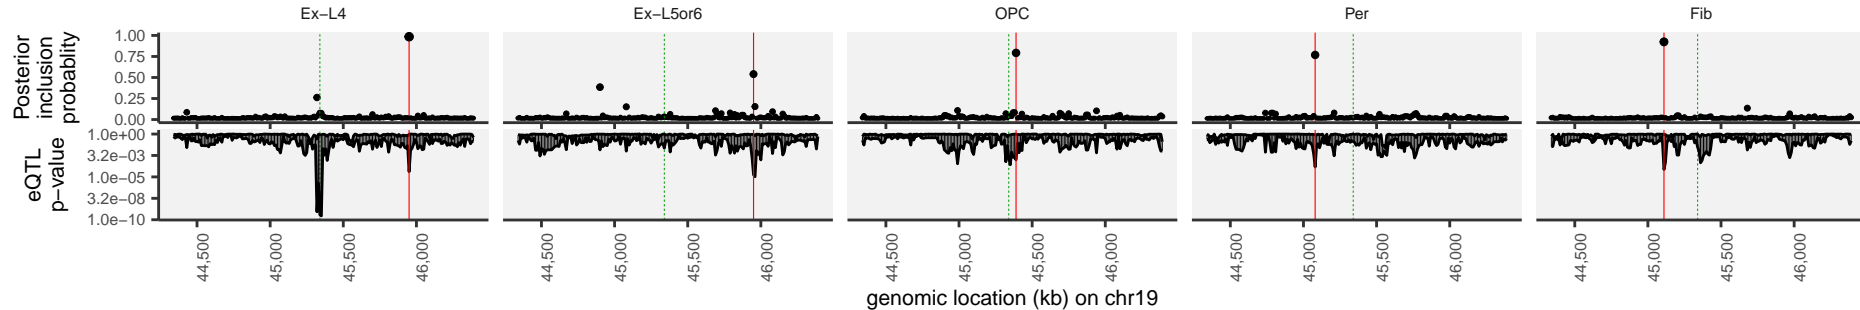 Ex−L4 Ex−L5or6 OPC Per Fib
Posterior
inclusion
probablity
1.00
0.75
0.50
0.25
0.00
eQTL
p−value
1.0e+00
3.2e−03
1.0e−05
3.2e−08
1.0e−10
44,500 45,000 45,500 46,000 44,500 45,000 45,500 46,000 44,500 45,000 45,500 46,000 44,500 45,000 45,500 46,000 44,500 45,000 45,500 46,000
genomic location (kb) on chr19